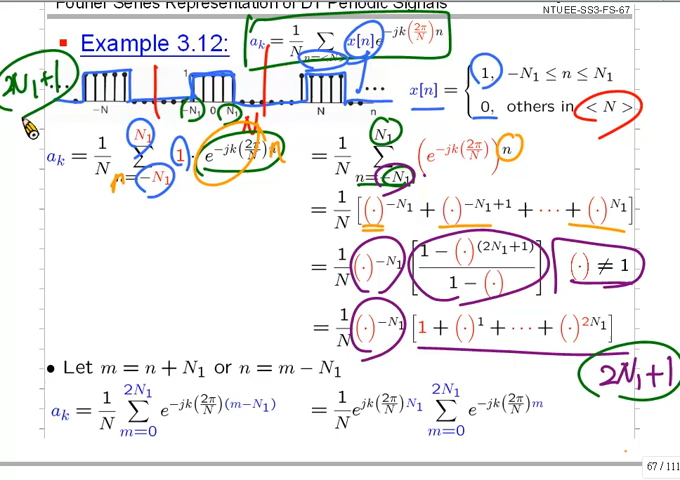 Fourier Series Representation of DT Periodic Signals
NTUEE-SS3-FS-67
▪ Example 3.12:
a_k = 1/N ∑_{n=<N>} x[n]e^{-jk(2π/N)n}
2N₁+1
1
−N −N₁ 0 N₁ N n
N
x[n] = { 1, −N₁ ≤ n ≤ N₁
0, others in < N >
a_k = 1/N ∑_{n=−N₁}^{N₁} 1 · e^{-jk(2π/N)n} = 1/N ∑_{n=−N₁}^{N₁} (e^{-jk(2π/N)})^n
= 1/N [(·)^{−N₁} + (·)^{−N₁+1} + ··· + (·)^{N₁}]
= 1/N (·)^{−N₁} [ (1 − (·)^{(2N₁+1)}) / (1 − (·)) ] (·) ≠ 1
= 1/N (·)^{−N₁} [1 + (·)^1 + ··· + (·)^{2N₁}]
2N₁+1
• Let m = n + N₁ or n = m − N₁
a_k = 1/N ∑_{m=0}^{2N₁} e^{-jk(2π/N)(m−N₁)} = 1/N e^{jk(2π/N)N₁} ∑_{m=0}^{2N₁} e^{-jk(2π/N)m}
67 / 111